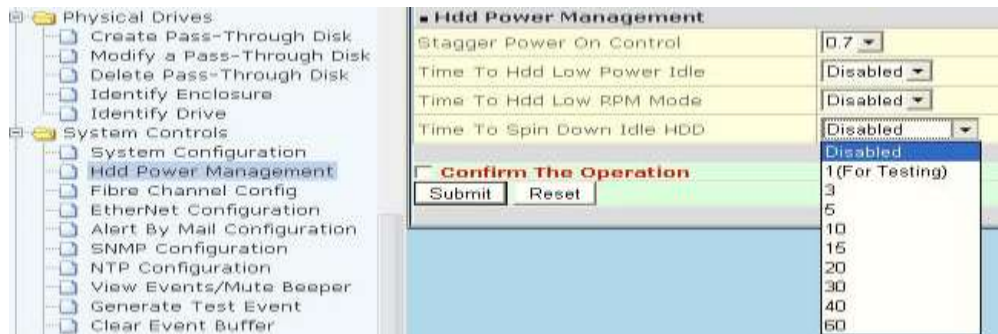 Physical Drives
Create Pass-Through Disk
Modify a Pass-Through Disk
Delete Pass-Through Disk
Identify Enclosure
Identify Drive
System Controls
System Configuration
Hdd Power Management
Fibre Channel Config
EtherNet Configuration
Alert By Mail Configuration
SNMP Configuration
NTP Configuration
View Events/Mute Beeper
Generate Test Event
Clear Event Buffer
Hdd Power Management
Stagger Power On Control 0.7
Time To Hdd Low Power Idle Disabled
Time To Hdd Low RPM Mode Disabled
Time To Spin Down Idle HDD Disabled
Disabled
1(For Testing)
3
5
10
15
20
30
40
60
Confirm The Operation
Submit Reset